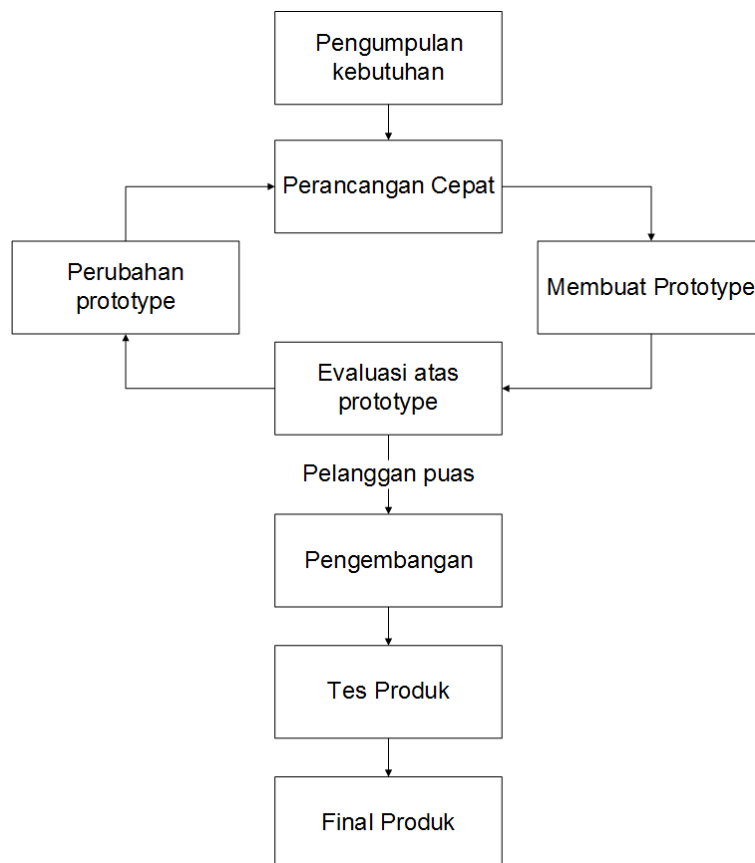 Pengumpulan
kebutuhan
Perancangan Cepat
Perubahan
prototype
Membuat Prototype
Evaluasi atas
prototype
Pelanggan puas
Pengembangan
Tes Produk
Final Produk